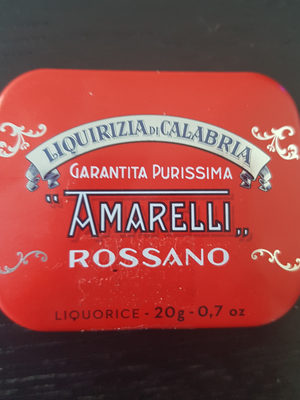 LIQUIRIZIA DI CALABRIA
GARANTITA PURISSIMA
"AMARELLI„
ROSSANO
LIQUORICE - 20g - 0,7 oz